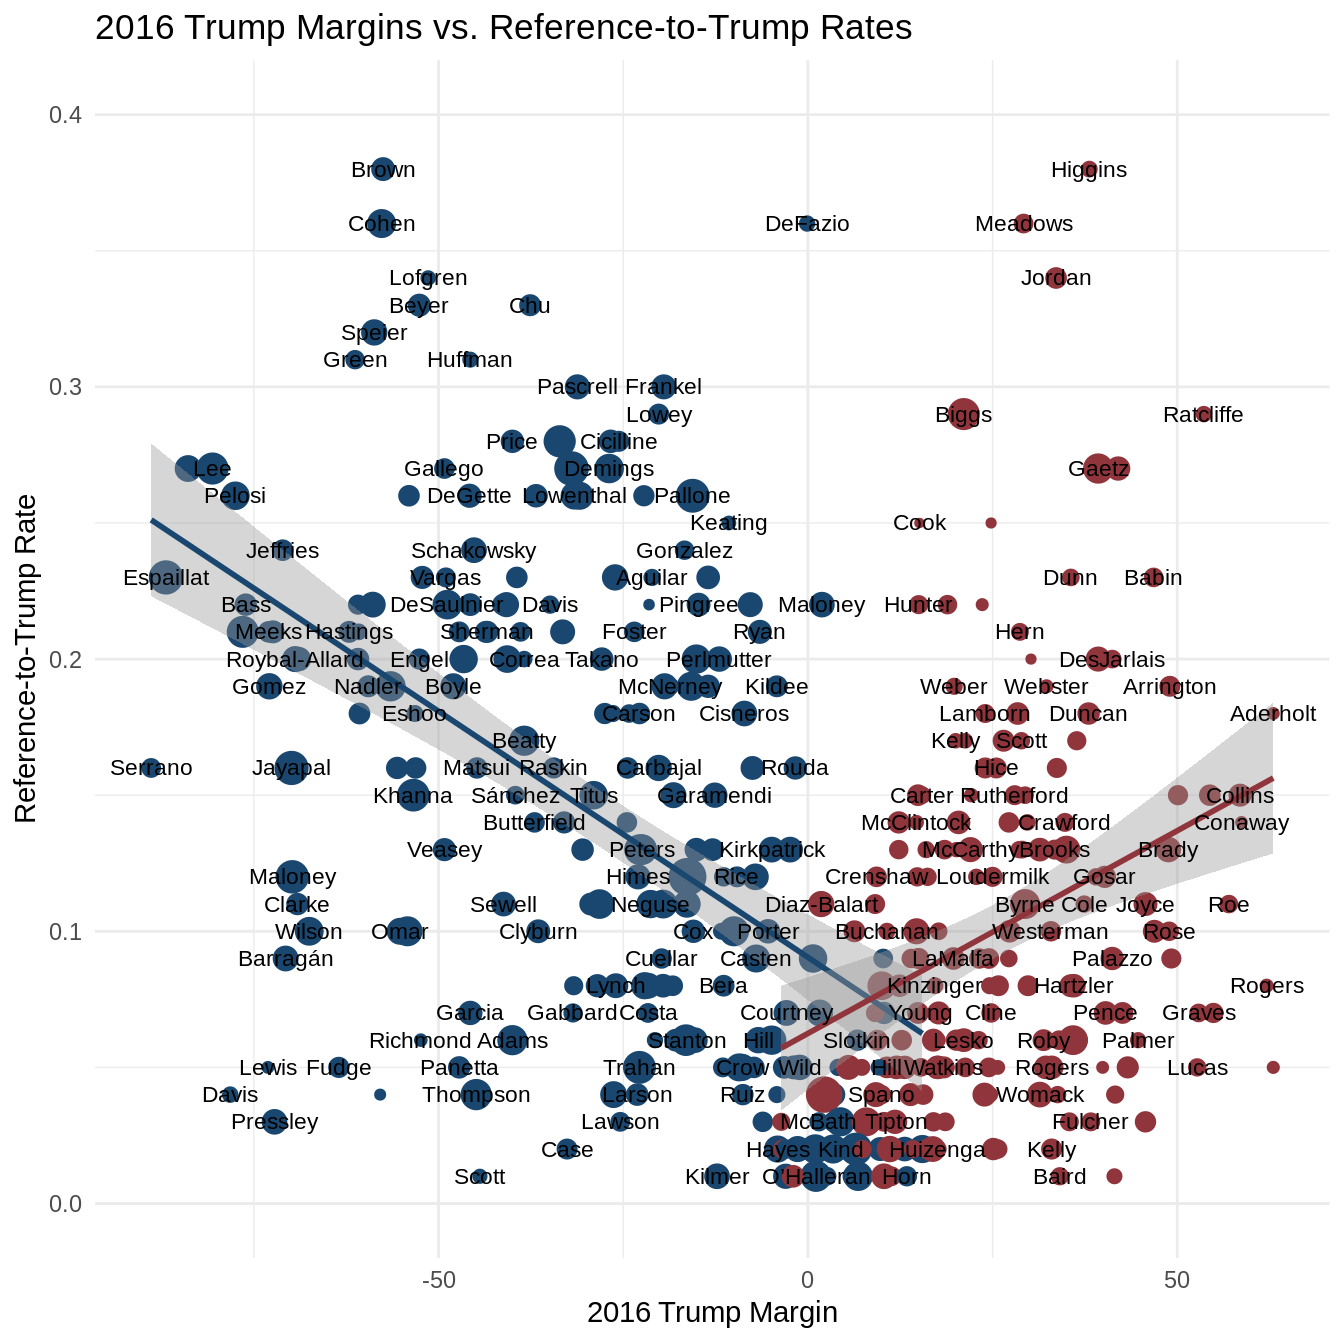 2016 Trump Margins vs. Reference-to-Trump Rates
0.4
Brown Higgins
Cohen DeFazio Meadows
Lofgren Jordan
Beyer Chu
Speier
Green Huffman
0.3 Pascrell Frankel
Lowey Biggs Ratcliffe
Price Cicilline
Lee Gallego Demings Gaetz
Pelosi DeGette Lowenthal Pallone
Keating Cook
Jeffries Schakowsky Gonzalez
Espaillat Vargas Aguilar Dunn Babin
Bass DeSaulnier Davis Pingree Maloney Hunter
Meeks Hastings Sherman Foster Ryan Hern
0.2 Roybal-Allard Engel Correa Takano Perlmutter DesJarlais
Gomez Nadler Boyle McNerney Kildee Weber Webster Arrington
Eshoo Carson Cisneros Lamborn Duncan Aderholt
Beatty Kelly Scott
Serrano Jayapal Matsui Raskin Carbajal Rouda Hice
Khanna Sánchez Titus Garamendi Carter Rutherford Collins
Butterfield McClintock Crawford Conaway
Veasey Peters Kirkpatrick McCarthy Brooks Brady
Maloney Himes Rice Crenshaw Loudermilk Gosar
Clarke Sewell Neguse Diaz-Balart Byrne Cole Joyce Roe
0.1 Wilson Omar Clyburn Cox Porter Buchanan Westerman Rose
Barragán Cuellar Casten LaMalfa Palazzo
Lynch Bera Kinzinger Hartzler Rogers
Garcia Gabbard Costa Courtney Young Cline Pence Graves
Richmond Adams Stanton Hill Slotkin Lesko Roby Palmer
Lewis Fudge Panetta Trahan Crow Wild Hill Watkins Rogers Lucas
Davis Thompson Larson Ruiz Spano Womack
Pressley Lawson McBath Tipton Fulcher
Case Hayes Kind Huizenga Kelly
Scott Kilmer O'Halleran Horn Baird
0.0
-50 0 50
2016 Trump Margin
Reference-to-Trump Rate